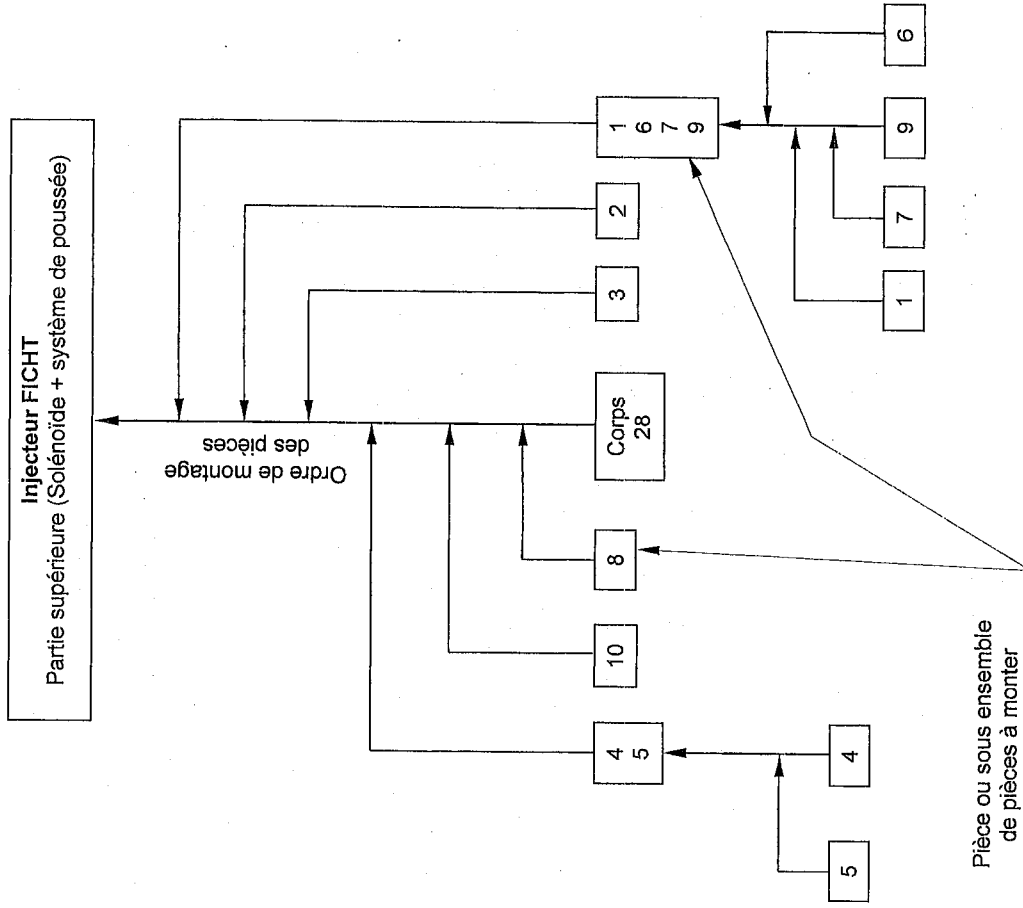 Injecteur FICHT
Partie supérieure (Solénoïde + système de poussée)
Ordre de montage
des pièces
4
5
10
8
Corps
28
3
2
1
6
7
9
5
4
1
7
9
6
Pièce ou sous ensemble
de pièces à monter